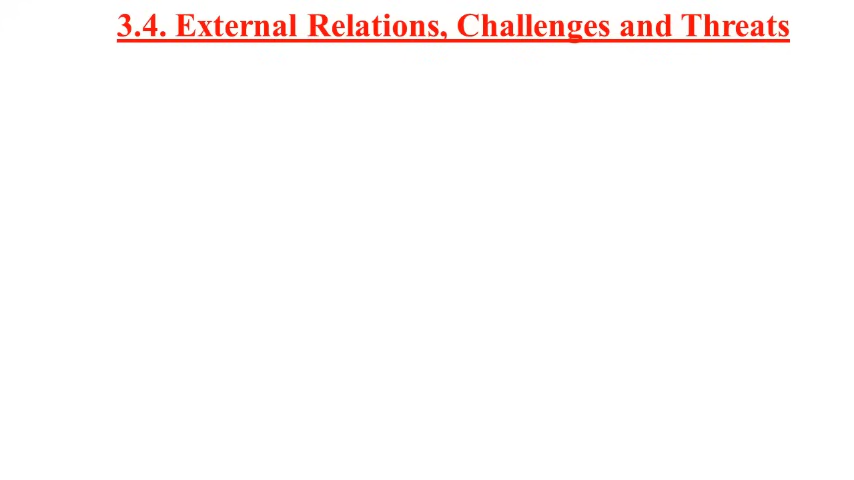 3.4. External Relations, Challenges and Threats